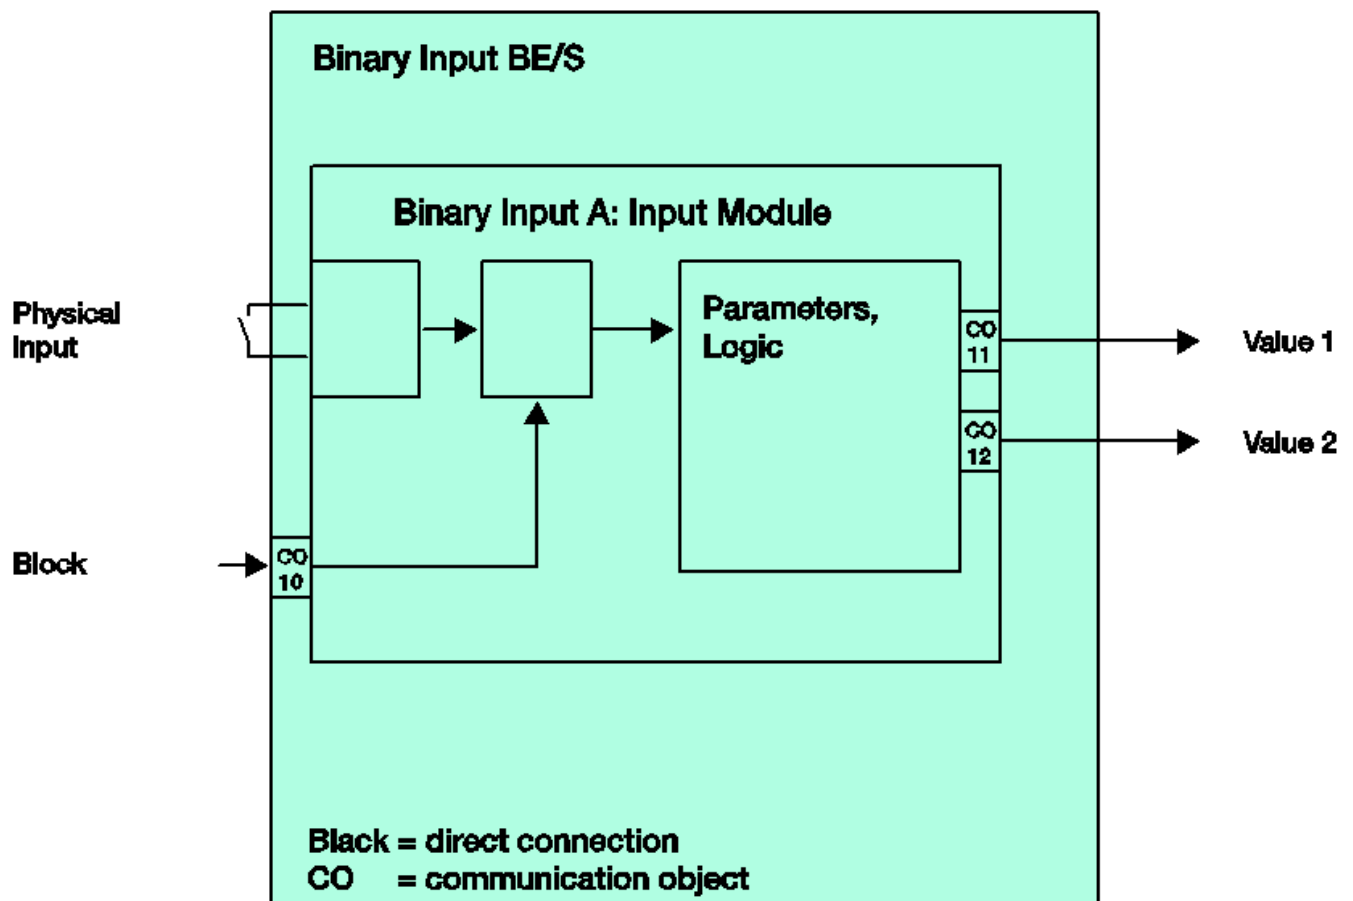 Binary Input BE/S
Binary Input A: Input Module
Physical
Input
Parameters,
Logic
CO
11
Value 1
CO
12
Value 2
Block
CO
10
Black = direct connection
CO = communication object